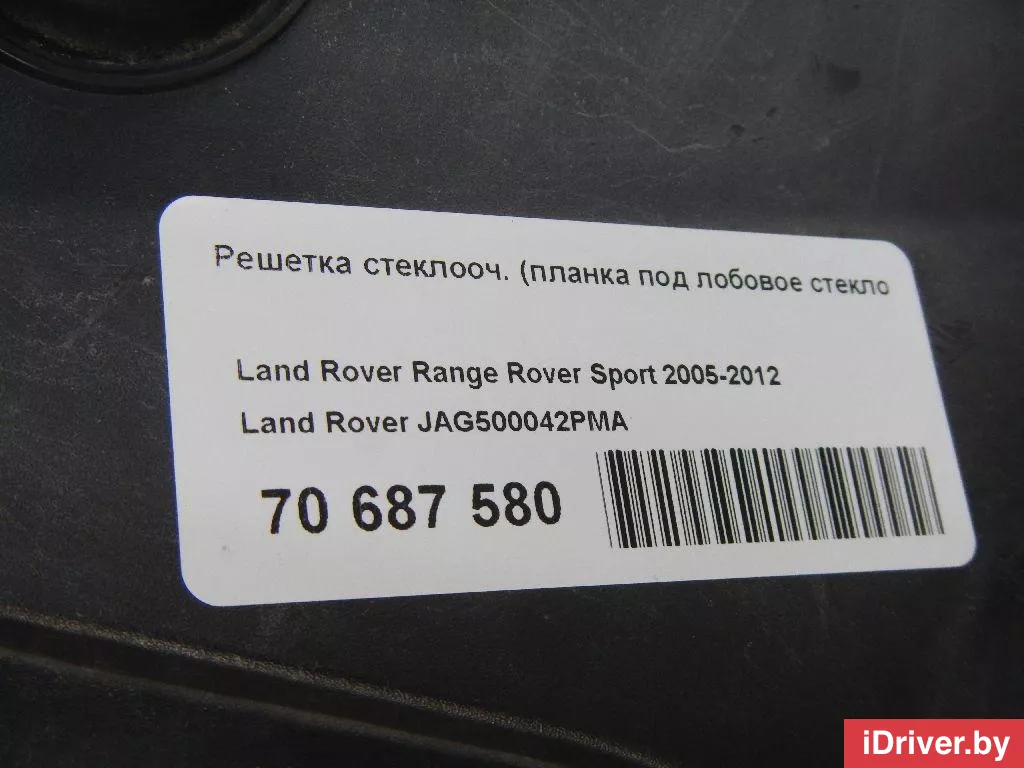 Решетка стеклооч. (планка под лобовое стекло
Land Rover Range Rover Sport 2005-2012
Land Rover JAG500042PMA
70 687 580
iDriver.by